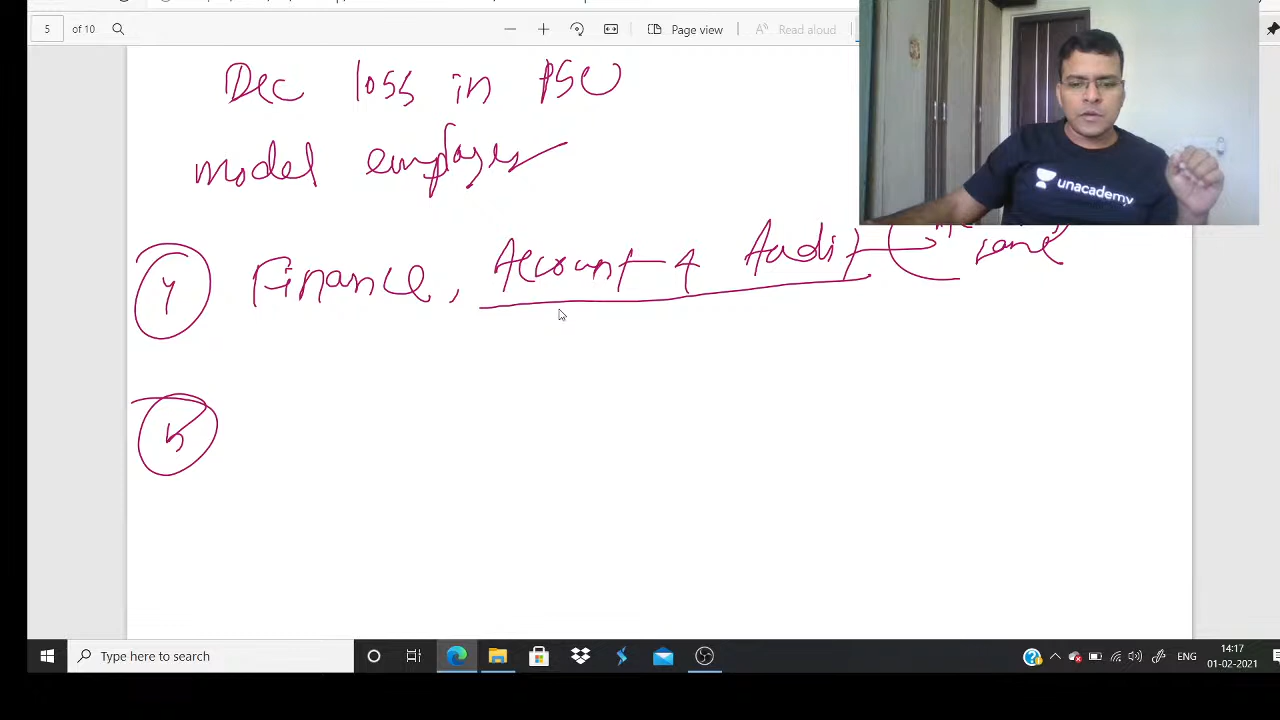 5 of 10 Page view Read aloud
unacademy
Dec loss in PSU
model employer
4 Finance, Account & Audit same
5
Type here to search
ENG 14:17
01-02-2021